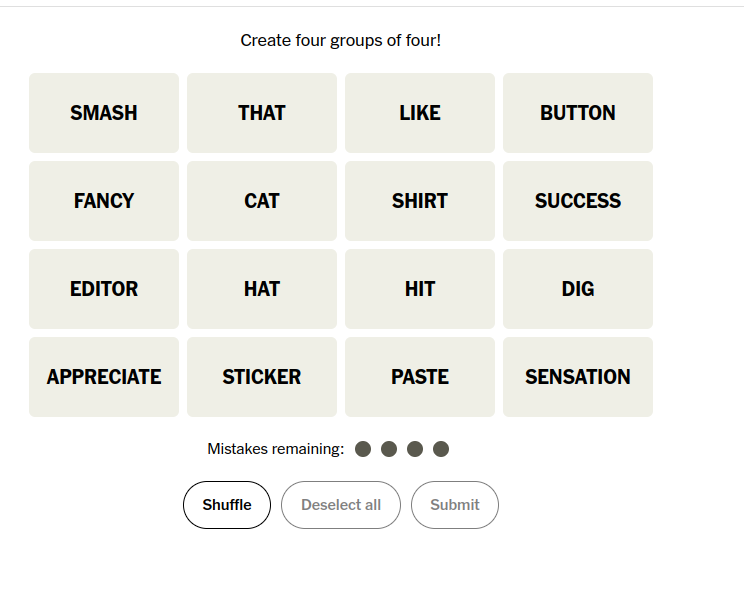 Create four groups of four!
SMASH THAT LIKE BUTTON
FANCY CAT SHIRT SUCCESS
EDITOR HAT HIT DIG
APPRECIATE STICKER PASTE SENSATION
Mistakes remaining:
Shuffle Deselect all Submit